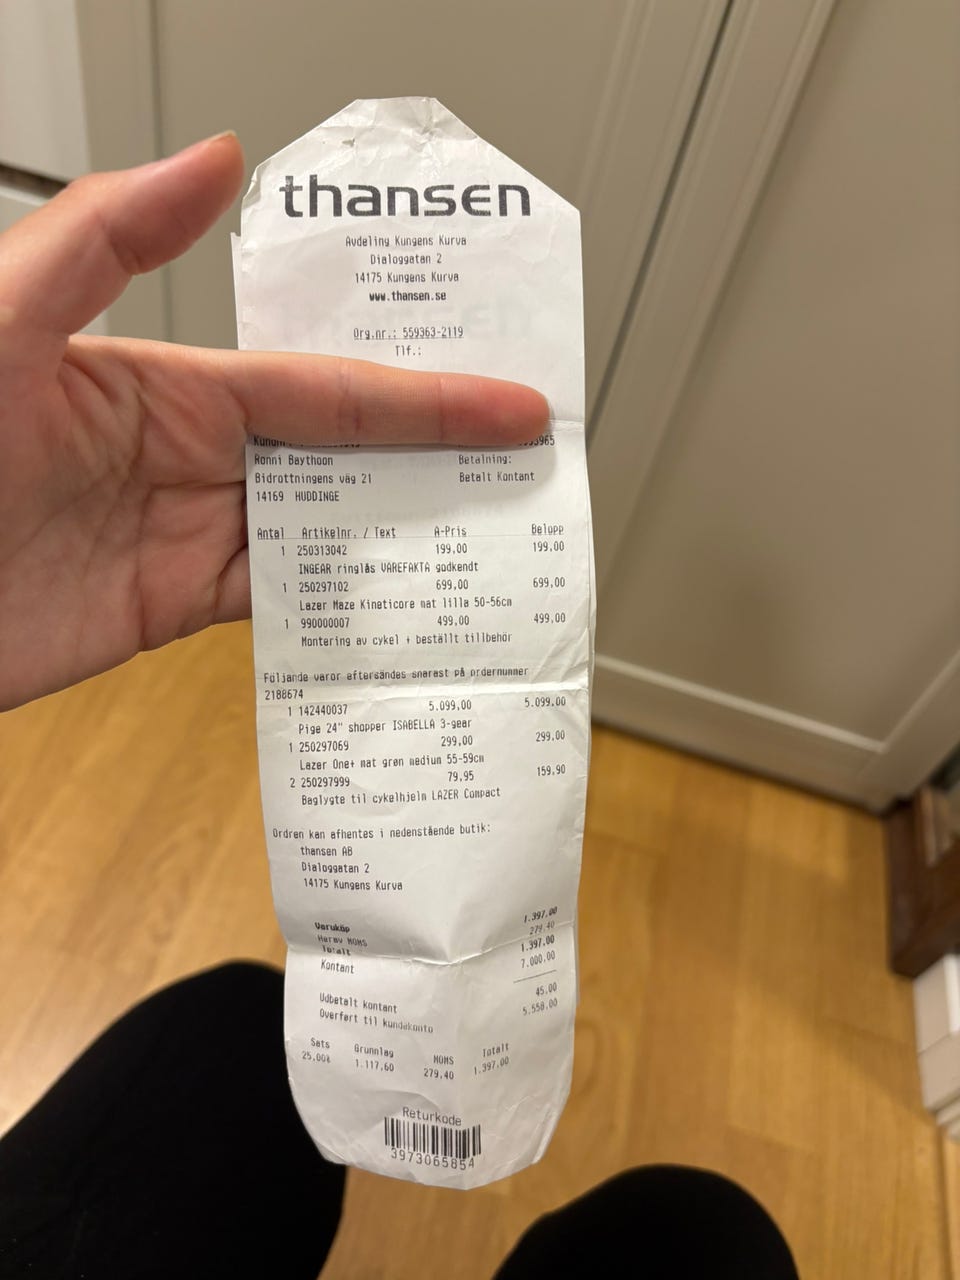 thansen
Avdeling Kungens Kurva
Dialoggatan 2
14175 Kungens Kurva
www.thansen.se
Org.nr.: 559363-2119
Tlf.:
Ronni Baythoon Betalning:
Bidrottningens väg 21 Betalt Kontant
14169 HUDDINGE
Antal Artikelnr. / Text A-Pris Belopp
1 250313042 199,00 199,00
INGEAR ringlås VAREFAKTA godkendt
1 250297102 699,00 699,00
Lazer Maze Kineticore mat lilla 50-56cm
1 990000007 499,00 499,00
Montering av cykel + beställt tillbehör
Följande varor eftersändes snarast på ordernummer
2188674
1 142440037 5.099,00 5.099,00
Pige 24" shopper ISABELLA 3-gear
1 250297069 299,00 299,00
Lazer One+ mat grøn medium 55-59cm
2 250297999 79,95 159,90
Baglygte til cykelhjelm LAZER Compact
Ordren kan afhentes i nedenstående butik:
thansen AB
Dialoggatan 2
14175 Kungens Kurva
Varuköp 1.397,00
Herav MOMS 279,40
Totalt 1.397,00
Kontant 7.000,00
Udbetalt kontant 45,00
Overført til kundekonto 5.558,00
Sats Grunnlag MOMS Totalt
25,00% 1.117,60 279,40 1.397,00
Returkode
3973065854